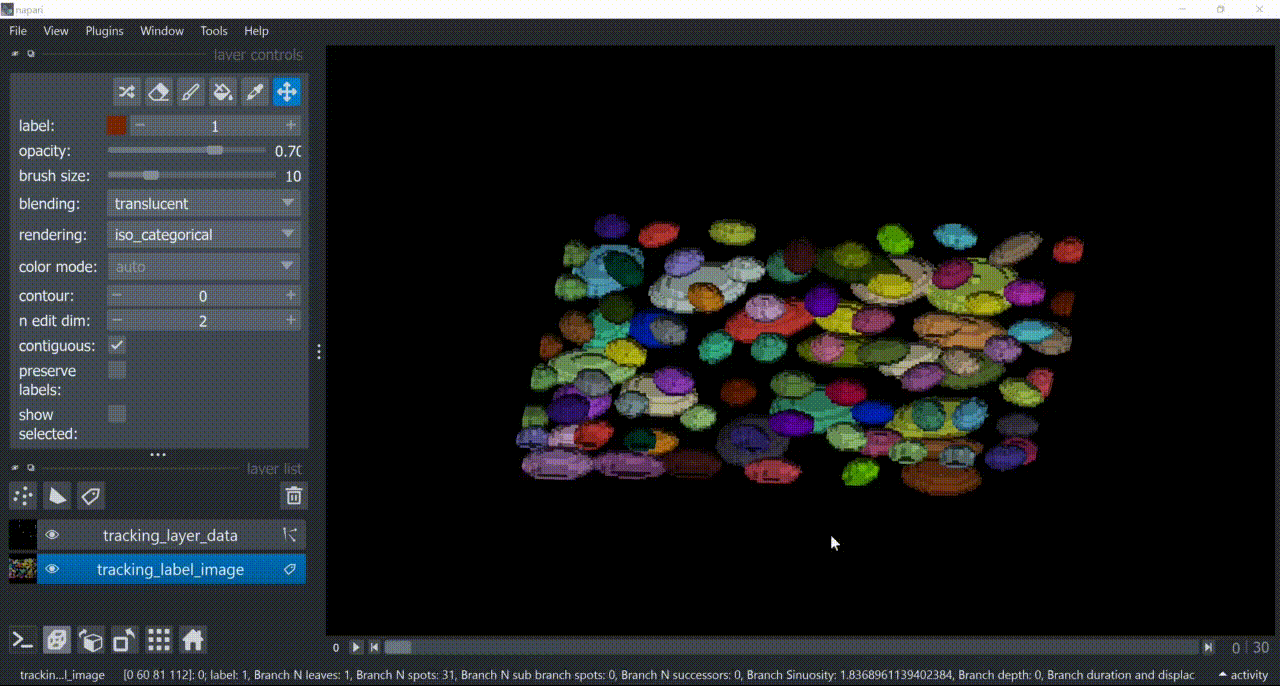 napari
File View Plugins Window Tools Help
layer controls
label: 1
opacity: 0.70
brush size: 10
blending: translucent
rendering: iso_categorical
color mode: auto
contour: 0
n edit dim: 2
contiguous:
preserve
labels:
show
selected:
layer list
tracking_layer_data
tracking_label_image
0 0 30
trackin...l_image [0 60 81 112]: 0; label: 1, Branch N leaves: 1, Branch N spots: 31, Branch N sub branch spots: 0, Branch N successors: 0, Branch Sinuosity: 1.8368961139402384, Branch depth: 0, Branch duration and displac activity